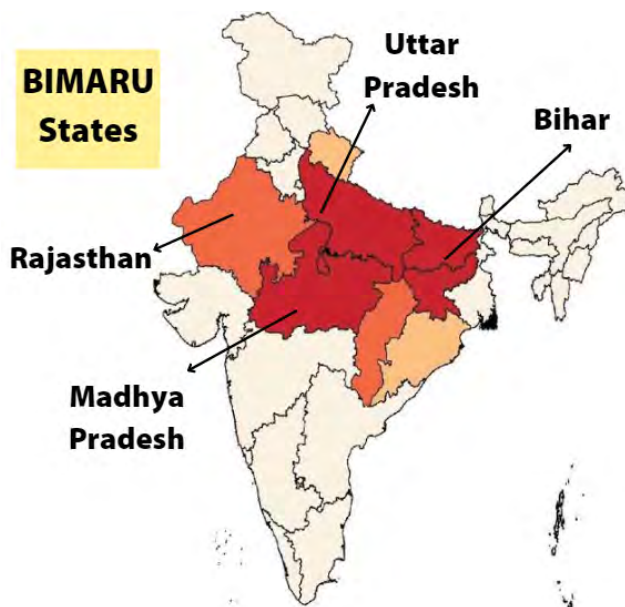 BIMARU
States
Uttar
Pradesh
Bihar
Rajasthan
Madhya
Pradesh